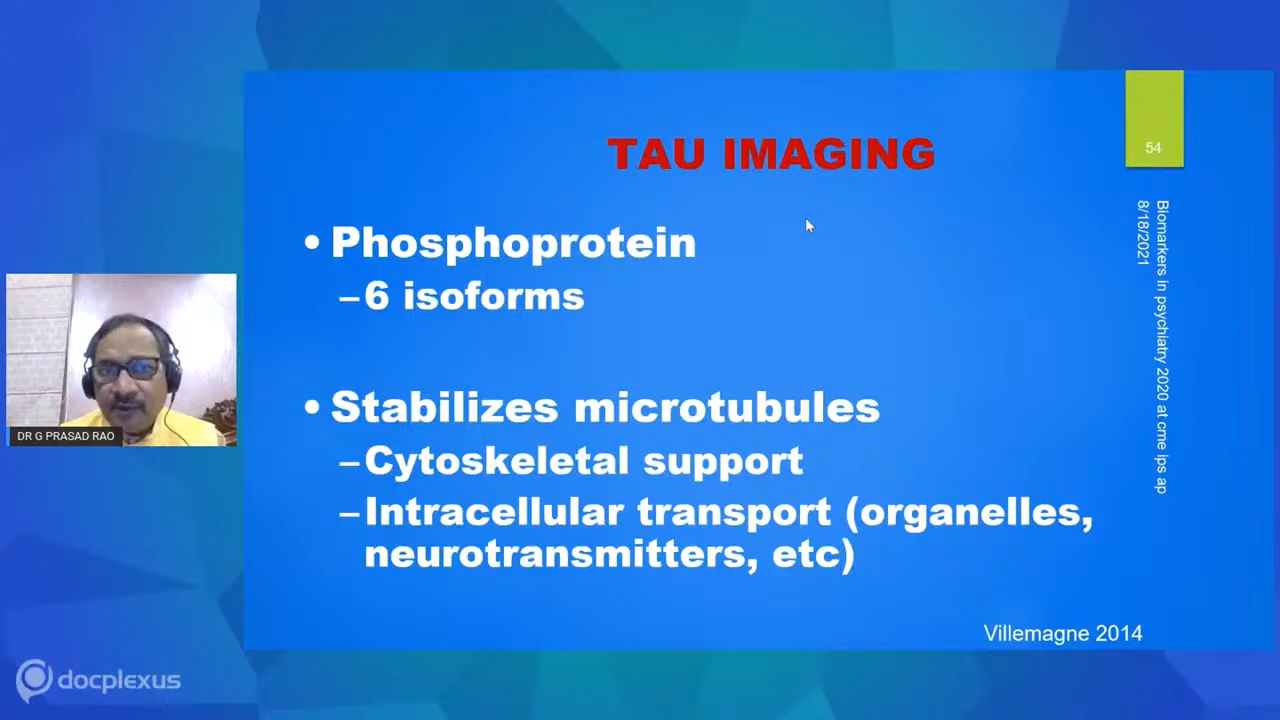 TAU IMAGING
54
• Phosphoprotein
–6 isoforms
• Stabilizes microtubules
–Cytoskeletal support
–Intracellular transport (organelles,
neurotransmitters, etc)
Villemagne 2014
Biomarkers in psychiatry 2020 at cme ips ap
8/18/2021
DR G PRASAD RAO
docplexus